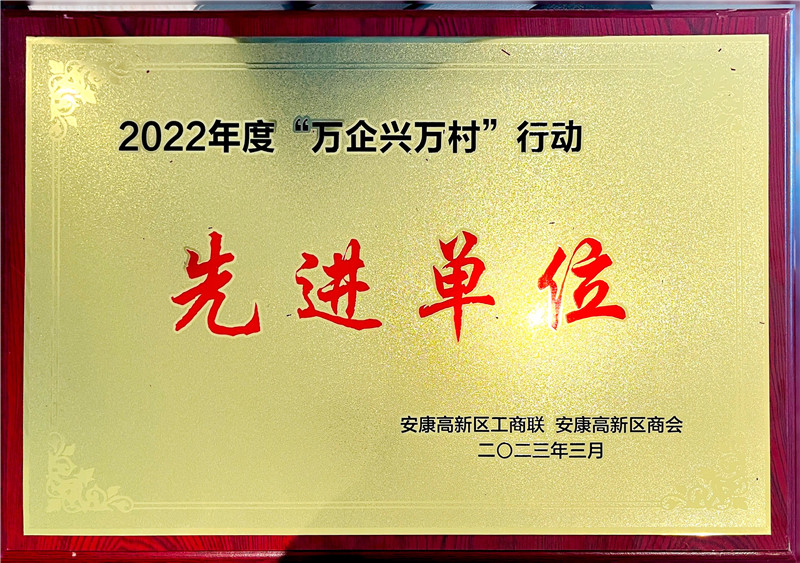 2022年度“万企兴万村”行动
先进单位
安康高新区工商联 安康高新区商会
二〇二三年三月